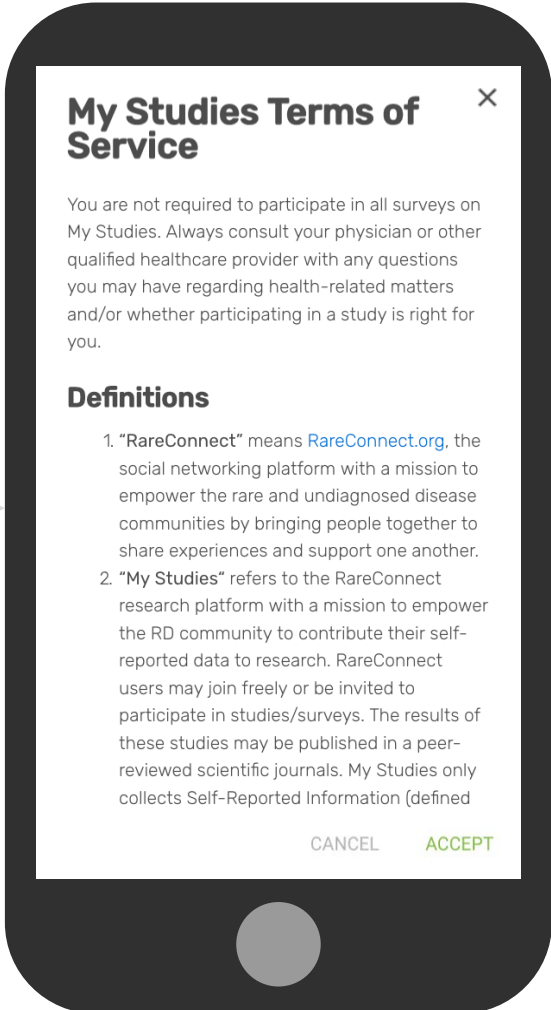 My Studies Terms of
Service
You are not required to participate in all surveys on
My Studies. Always consult your physician or other
qualified healthcare provider with any questions
you may have regarding health-related matters
and/or whether participating in a study is right for
you.
Definitions
1. “RareConnect” means RareConnect.org, the
social networking platform with a mission to
empower the rare and undiagnosed disease
communities by bringing people together to
share experiences and support one another.
2. “My Studies“ refers to the RareConnect
research platform with a mission to empower
the RD community to contribute their self-
reported data to research. RareConnect
users may join freely or be invited to
participate in studies/surveys. The results of
these studies may be published in a peer-
reviewed scientific journals. My Studies only
collects Self-Reported Information (defined
CANCEL ACCEPT